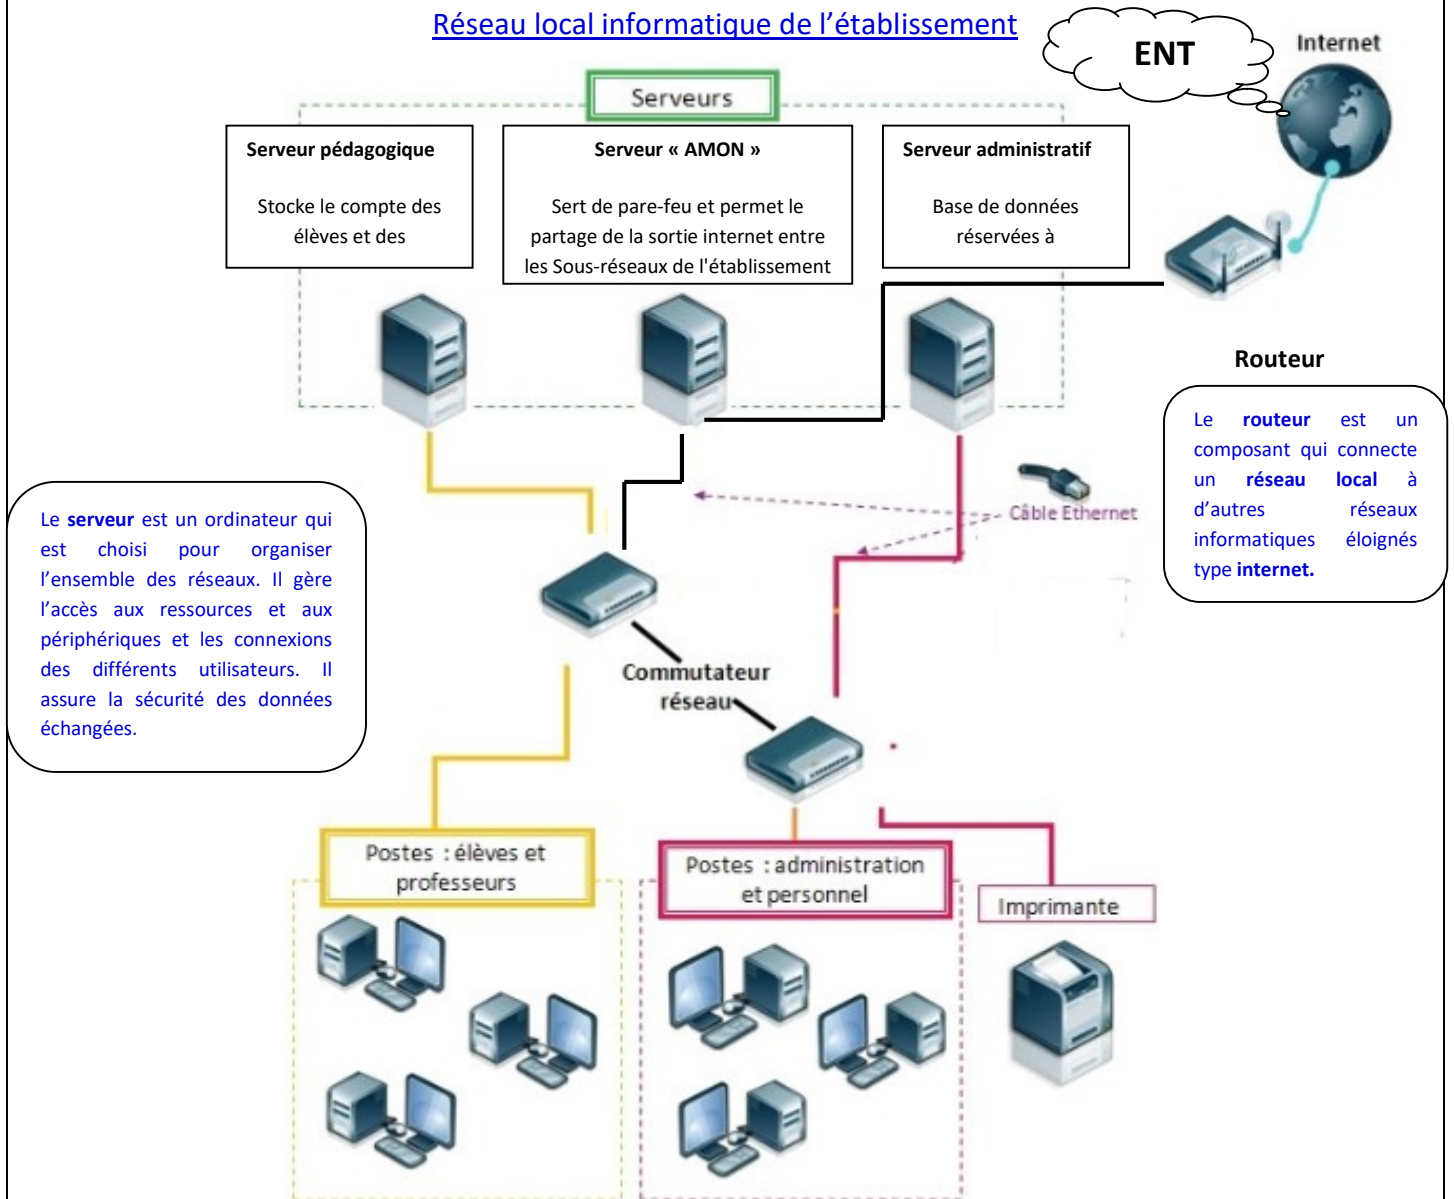 Réseau local informatique de l'établissement
ENT
Internet
Serveurs
Serveur pédagogique
Stocke le compte des
élèves et des
Serveur « AMON »
Sert de pare-feu et permet le
partage de la sortie internet entre
les Sous-réseaux de l'établissement
Serveur administratif
Base de données
réservées à
Routeur
Le routeur est un
composant qui connecte
un réseau local à
d'autres réseaux
informatiques éloignés
type internet.
Câble Ethernet
Le serveur est un ordinateur qui
est choisi pour organiser
l'ensemble des réseaux. Il gère
l'accès aux ressources et aux
périphériques et les connexions
des différents utilisateurs. Il
assure la sécurité des données
échangées.
Commutateur
réseau
Postes : élèves et
professeurs
Postes : administration
et personnel
Imprimante